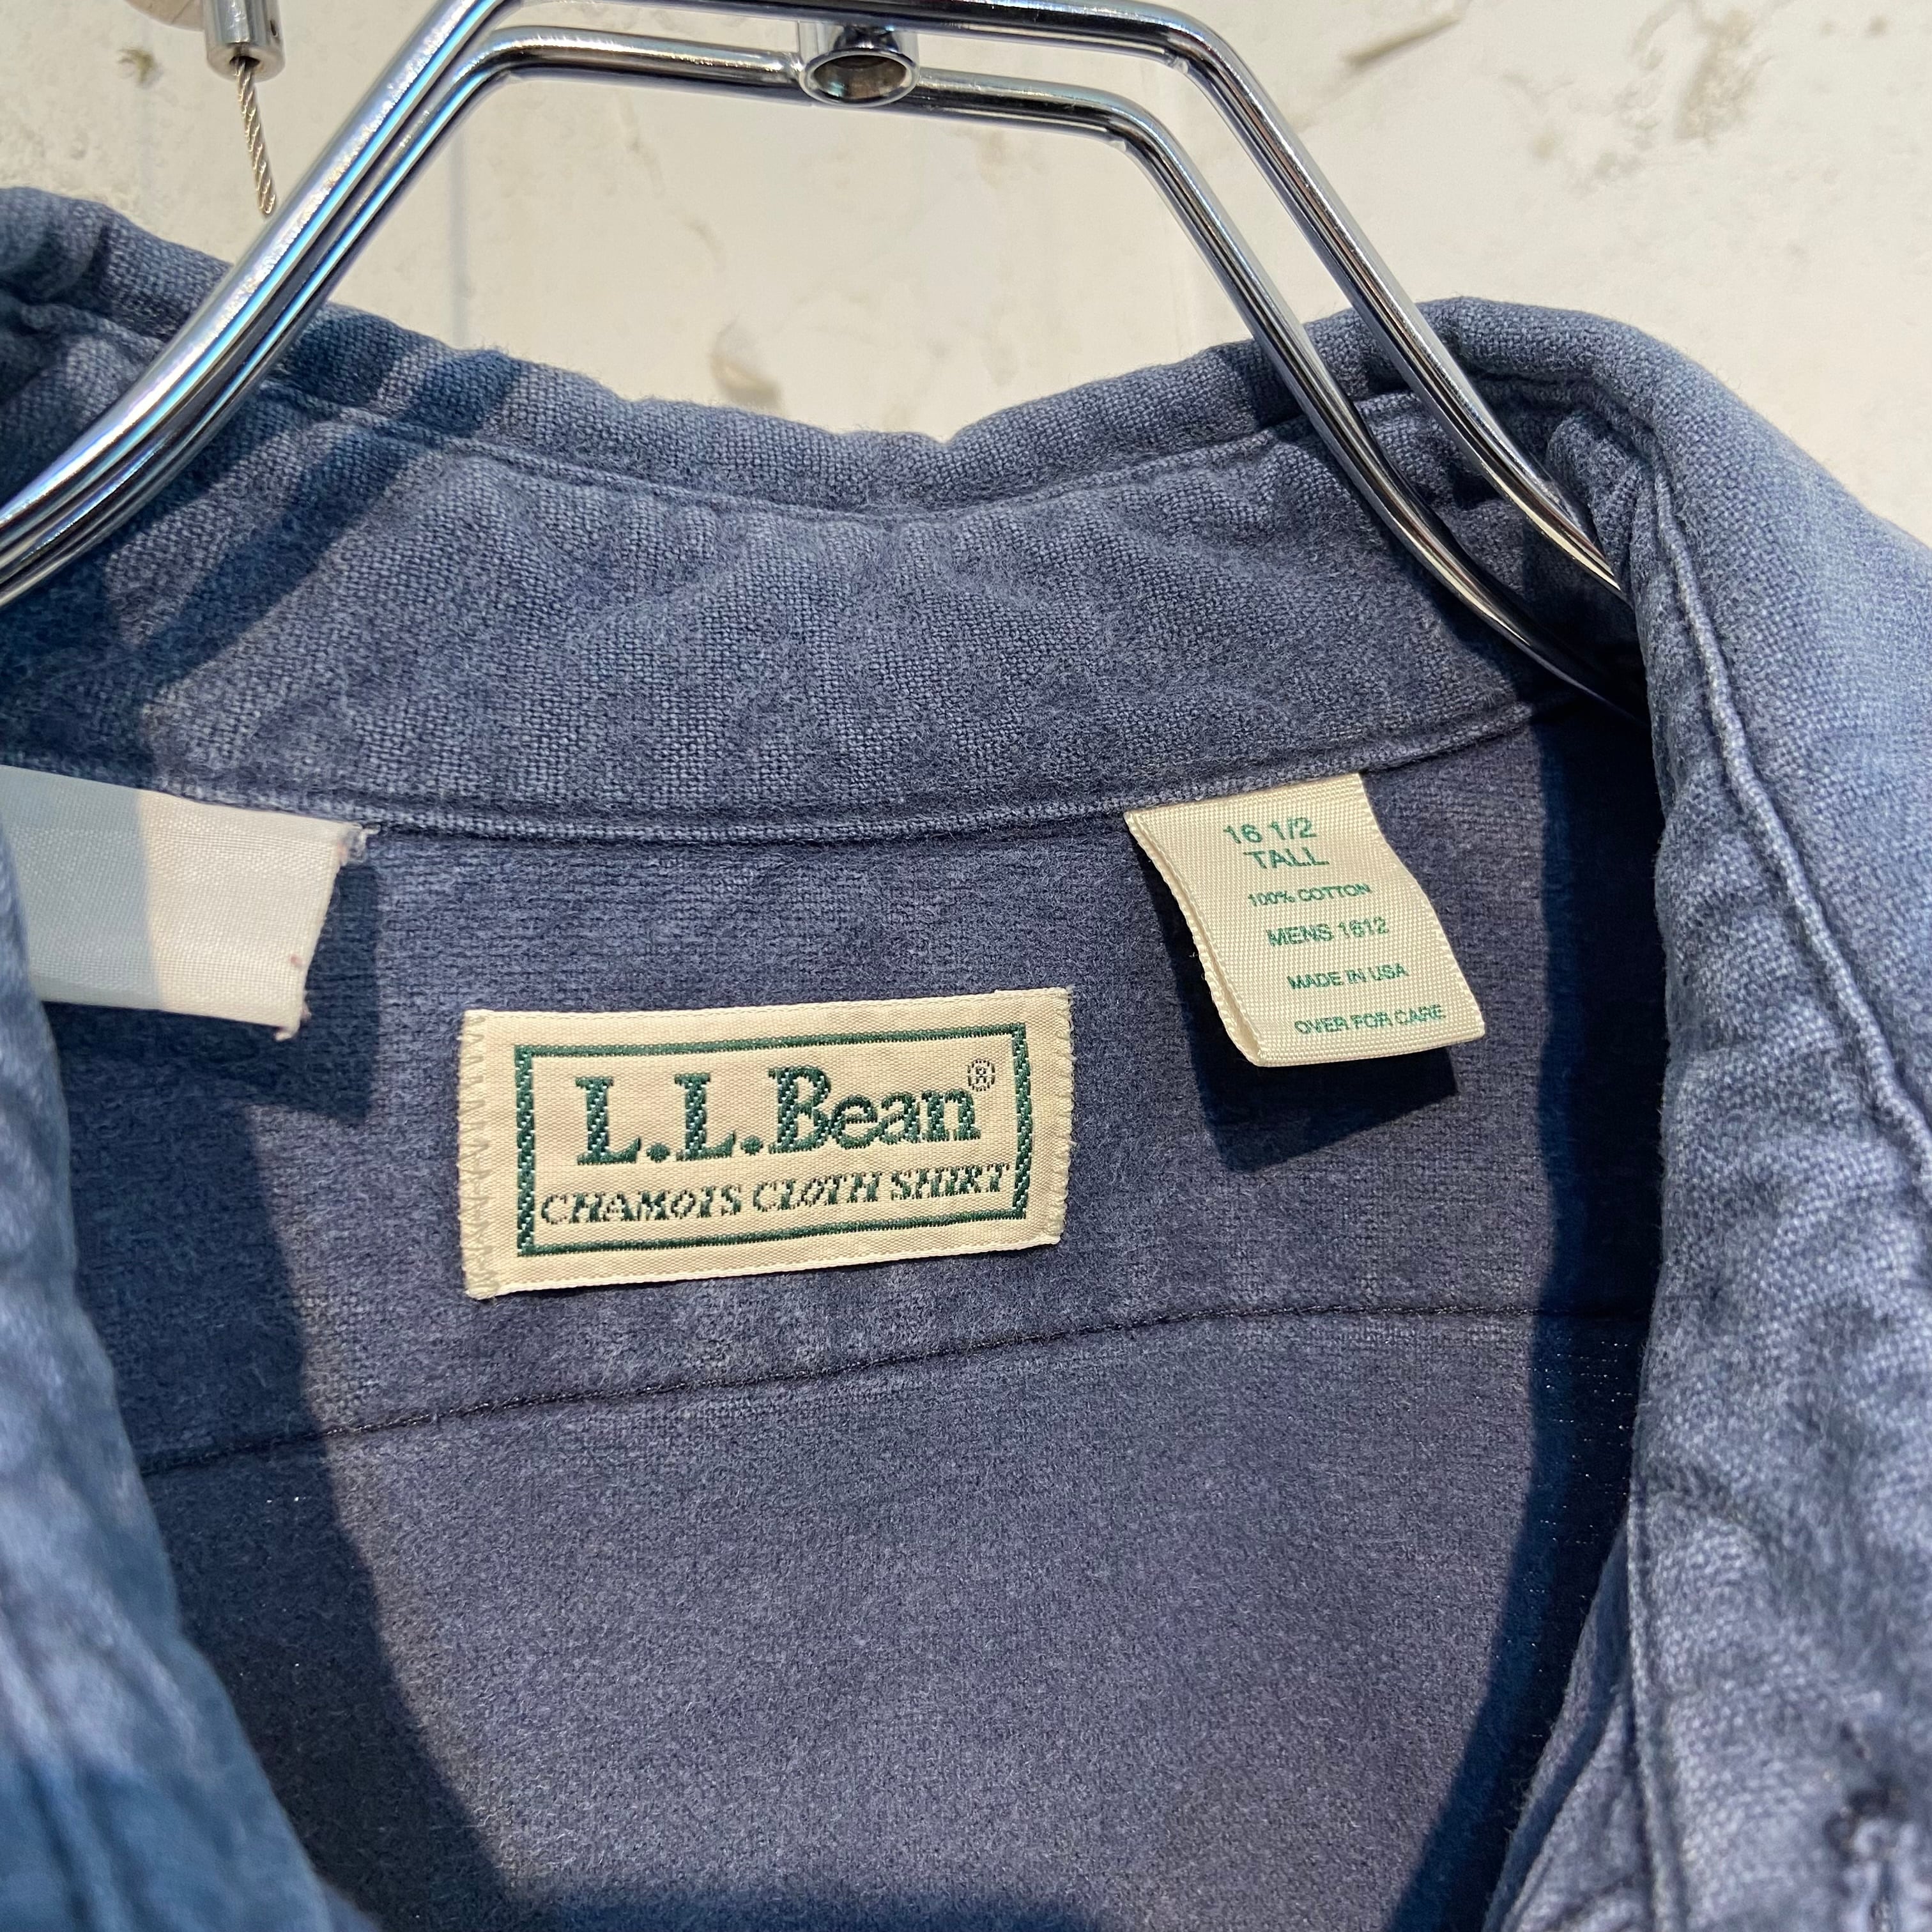 L.L.Bean®
CHAMOIS CLOTH SHIRT
16 1/2
TALL
100% COTTON
MENS 1612
MADE IN USA
OVER FOR CARE